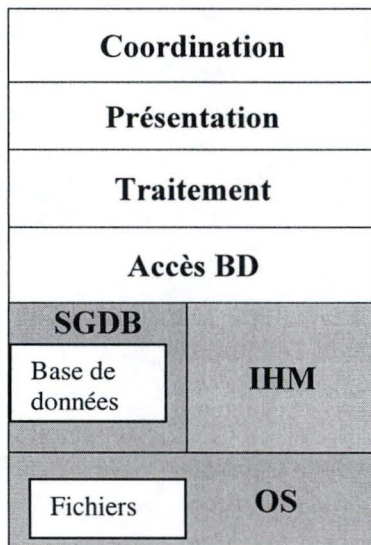 Coordination
Présentation
Traitement
Accès BD
SGDB
Base de
données
IHM
Fichiers
OS